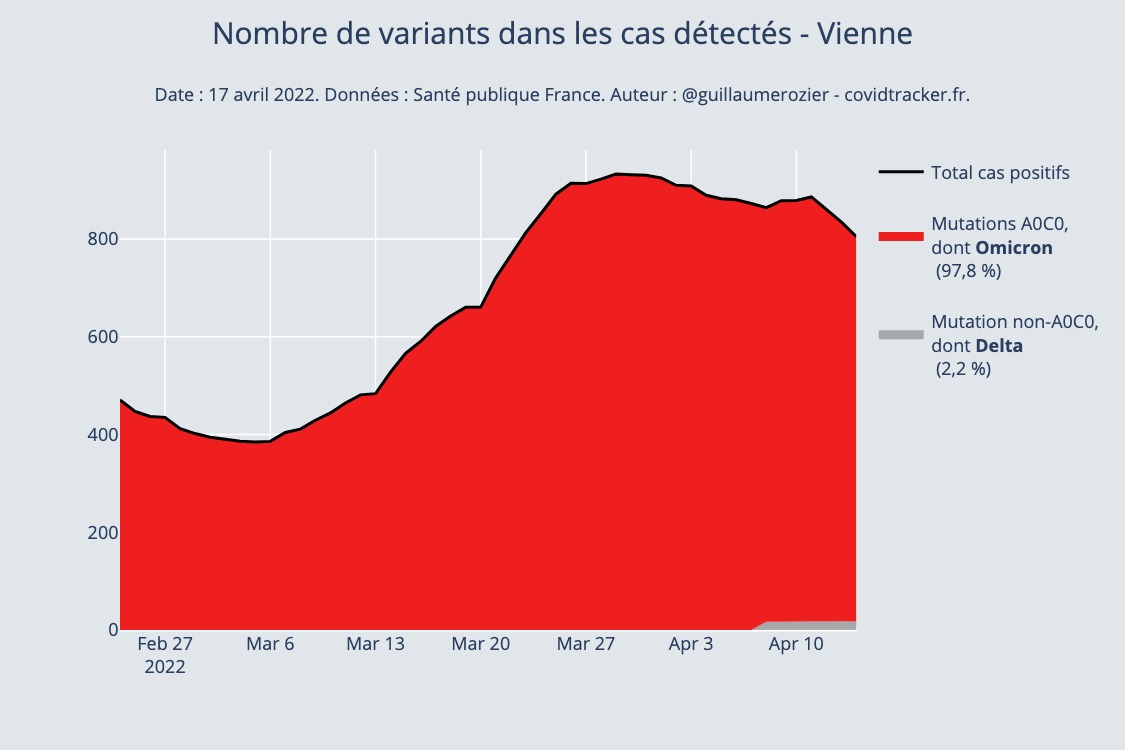 Nombre de variants dans les cas détectés - Vienne
Date : 17 avril 2022. Données : Santé publique France. Auteur : @guillaumerozier - covidtracker.fr.
Total cas positifs
Mutations A0C0,
dont Omicron
(97,8 %)
Mutation non-A0C0,
dont Delta
(2,2 %)
800
600
400
200
0
Feb 27 Mar 6 Mar 13 Mar 20 Mar 27 Apr 3 Apr 10
2022